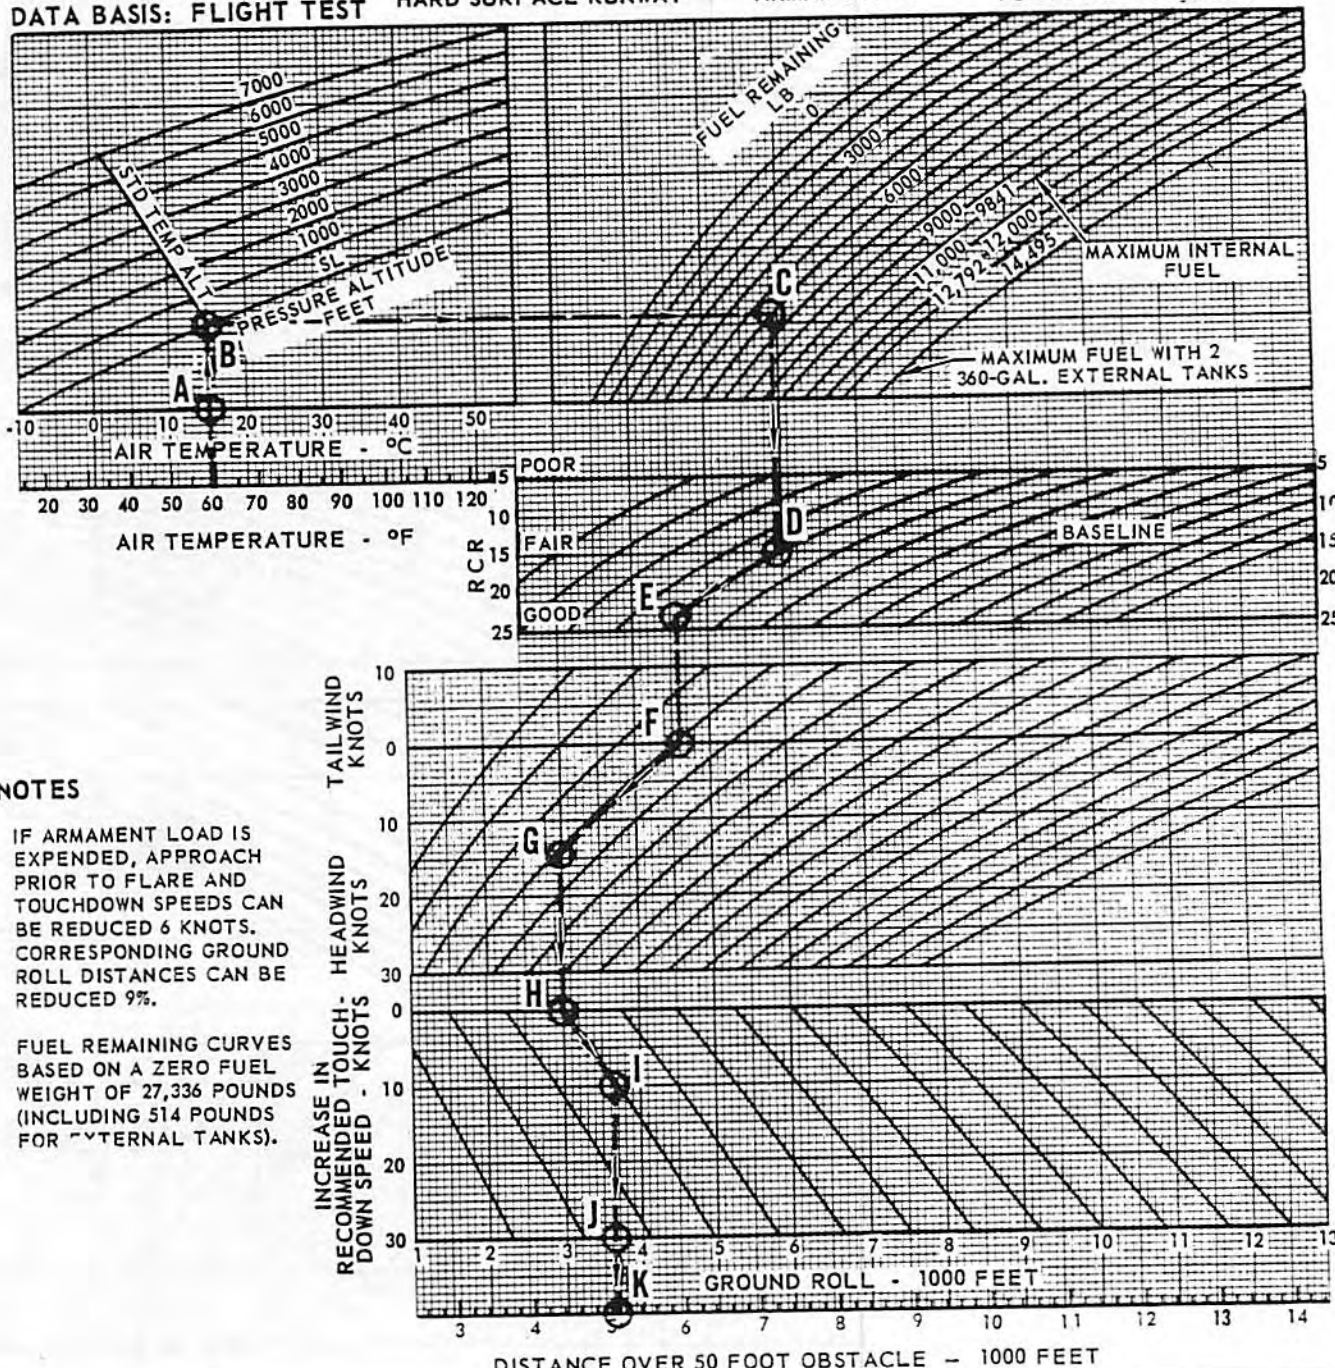 DATA BASIS: FLIGHT TEST HARD SURFACE RUNWAY
7000
6000
5000
4000
3000
2000
1000
SL
STD TEMP ALT
PRESSURE ALTITUDE
FEET
A
B
-10 0 10 20 30 40 50
AIR TEMPERATURE - °C
20 30 40 50 60 70 80 90 100 110 120
AIR TEMPERATURE - °F
FUEL REMAINING
LB
0
3000
6000
9000
9841
11,000
12,000
12,792
14,495
MAXIMUM INTERNAL
FUEL
C
MAXIMUM FUEL WITH 2
360-GAL. EXTERNAL TANKS
RCR
5
10
15
20
25
POOR
FAIR
GOOD
BASELINE
D
E
5
10
15
20
25
TAILWIND
KNOTS
10
0
HEADWIND
KNOTS
10
20
30
F
G
INCREASE IN
RECOMMENDED TOUCH-
DOWN SPEED - KNOTS
0
10
20
30
H
I
J
K
1 2 3 4 5 6 7 8 9 10 11 12 13
GROUND ROLL - 1000 FEET
3 4 5 6 7 8 9 10 11 12 13 14
DISTANCE OVER 50 FOOT OBSTACLE - 1000 FEET
NOTES
IF ARMAMENT LOAD IS
EXPENDED, APPROACH
PRIOR TO FLARE AND
TOUCHDOWN SPEEDS CAN
BE REDUCED 6 KNOTS.
CORRESPONDING GROUND
ROLL DISTANCES CAN BE
REDUCED 9%.
FUEL REMAINING CURVES
BASED ON A ZERO FUEL
WEIGHT OF 27,336 POUNDS
(INCLUDING 514 POUNDS
FOR EXTERNAL TANKS).